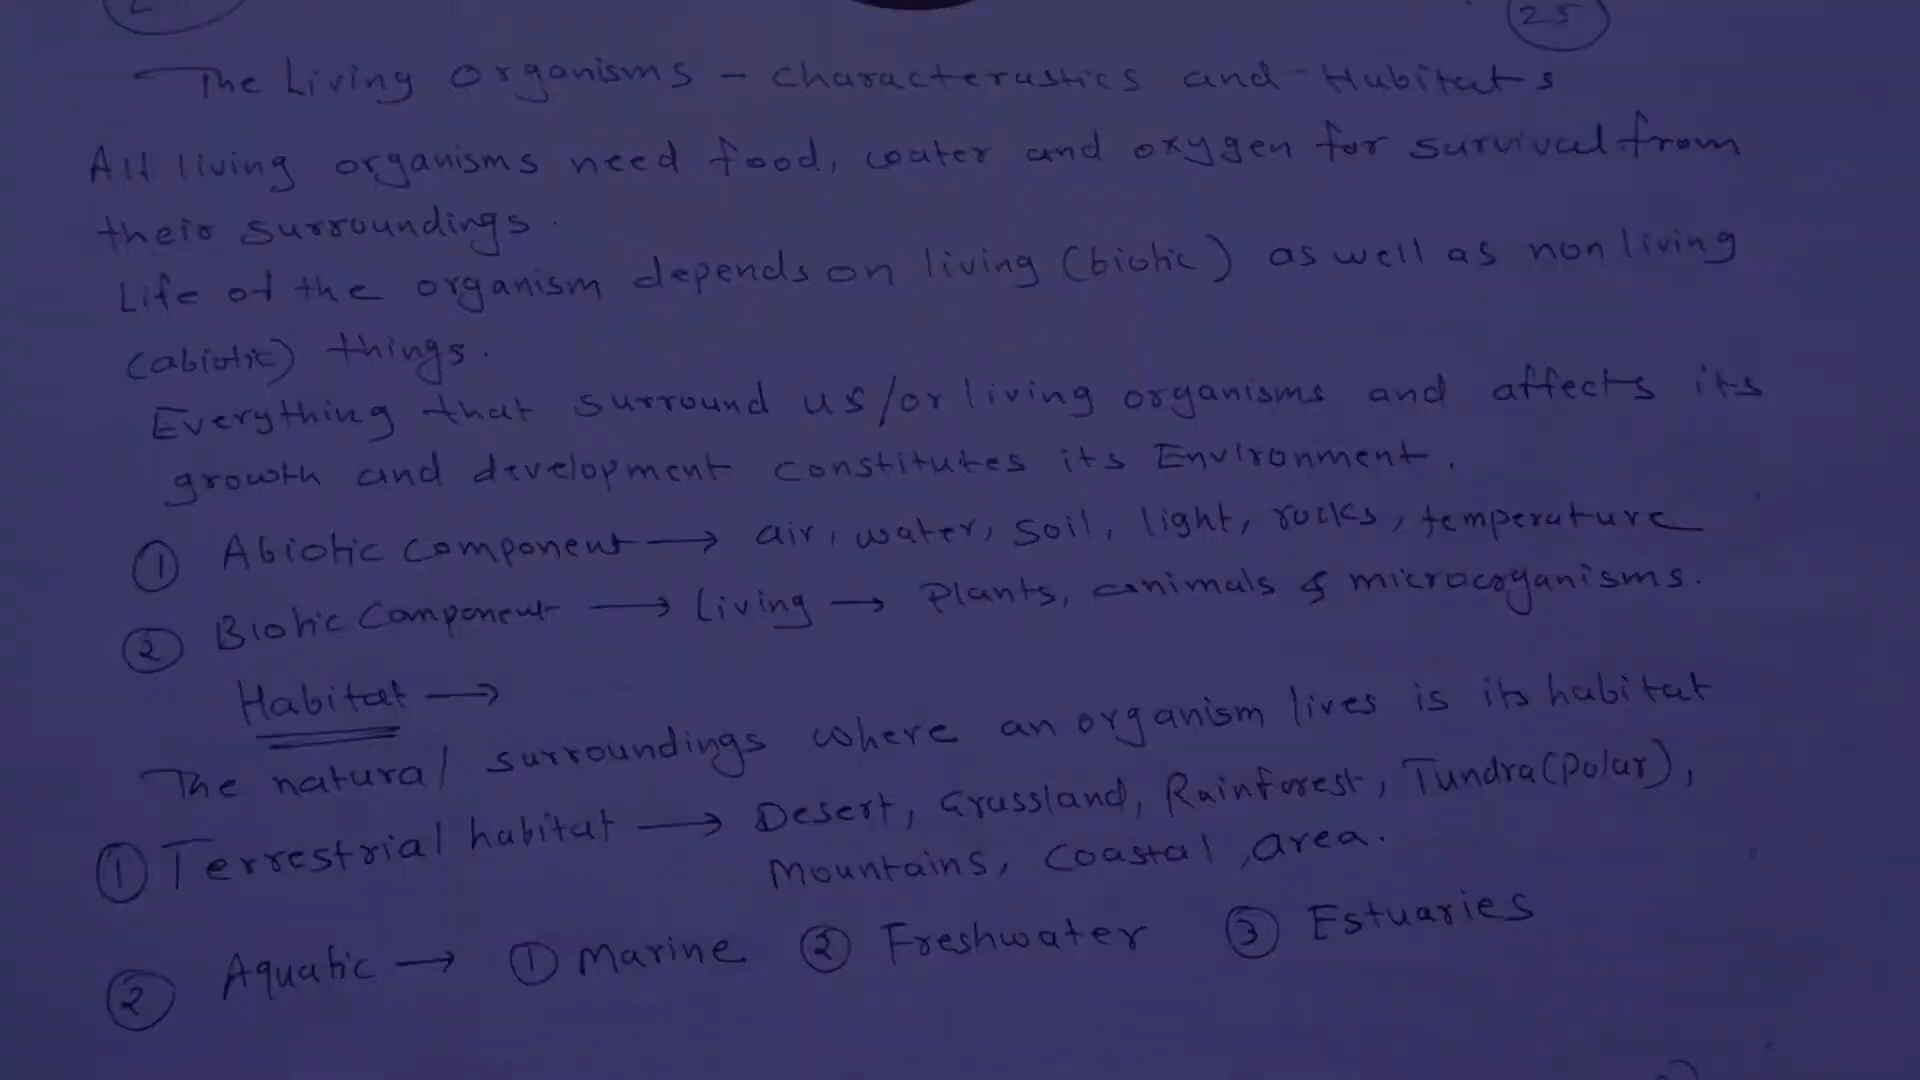 25
The Living Organisms - Characterustics and Habitats
All living organisms need food, water and oxygen for survival from
their surroundings.
Life of the organism depends on living (biotic) as well as non living
(abiotic) things.
Everything that surround us/or living organisms and affects its
growth and development constitutes its Environment.
① Abiotic component → air, water, soil, light, rocks, temperature
② Biotic Component → Living → Plants, animals & microorganisms.
Habitat →
The natural surroundings where an organism lives is its habitat
① Terrestrial habitat → Desert, Grassland, Rainforest, Tundra(Polar),
Mountains, Coastal area.
② Aquatic → ① Marine ② Freshwater ③ Estuaries